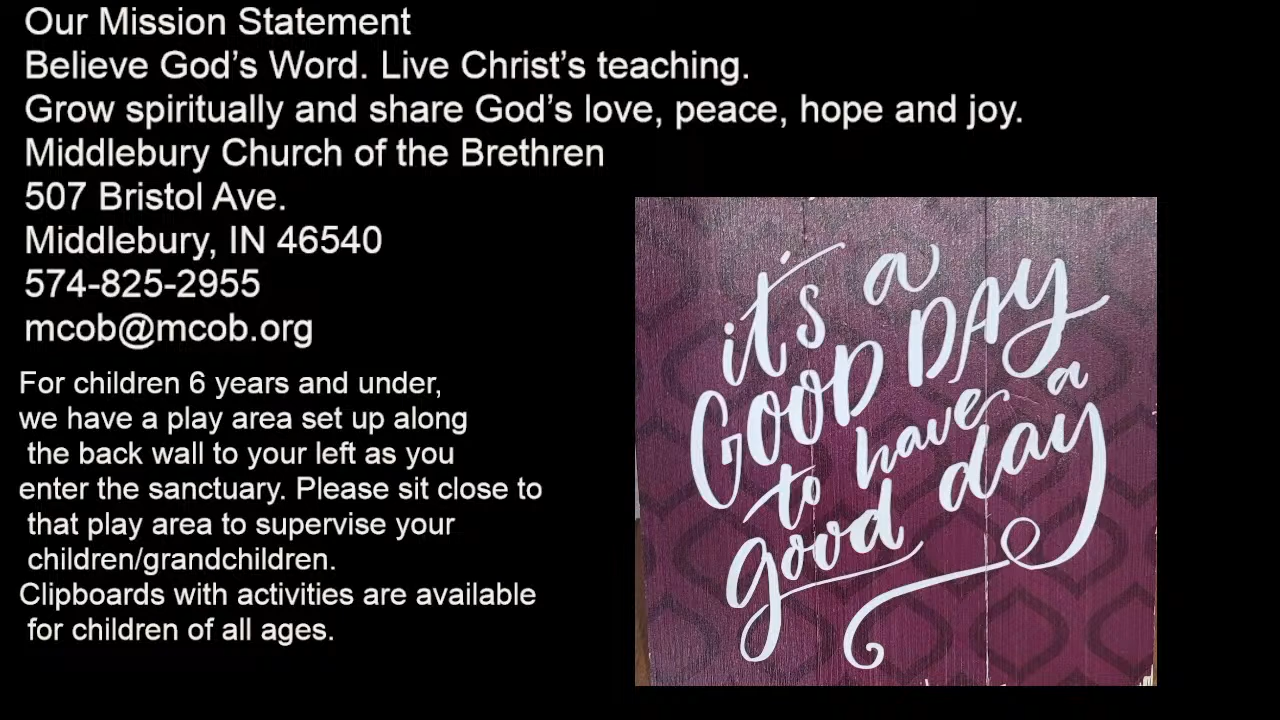 Our Mission Statement
Believe God’s Word. Live Christ’s teaching.
Grow spiritually and share God’s love, peace, hope and joy.
Middlebury Church of the Brethren
507 Bristol Ave.
Middlebury, IN 46540
574-825-2955
mcob@mcob.org
For children 6 years and under,
we have a play area set up along
the back wall to your left as you
enter the sanctuary. Please sit close to
that play area to supervise your
children/grandchildren.
Clipboards with activities are available
for children of all ages.
it's a
GOOD DAY
to have a
good day